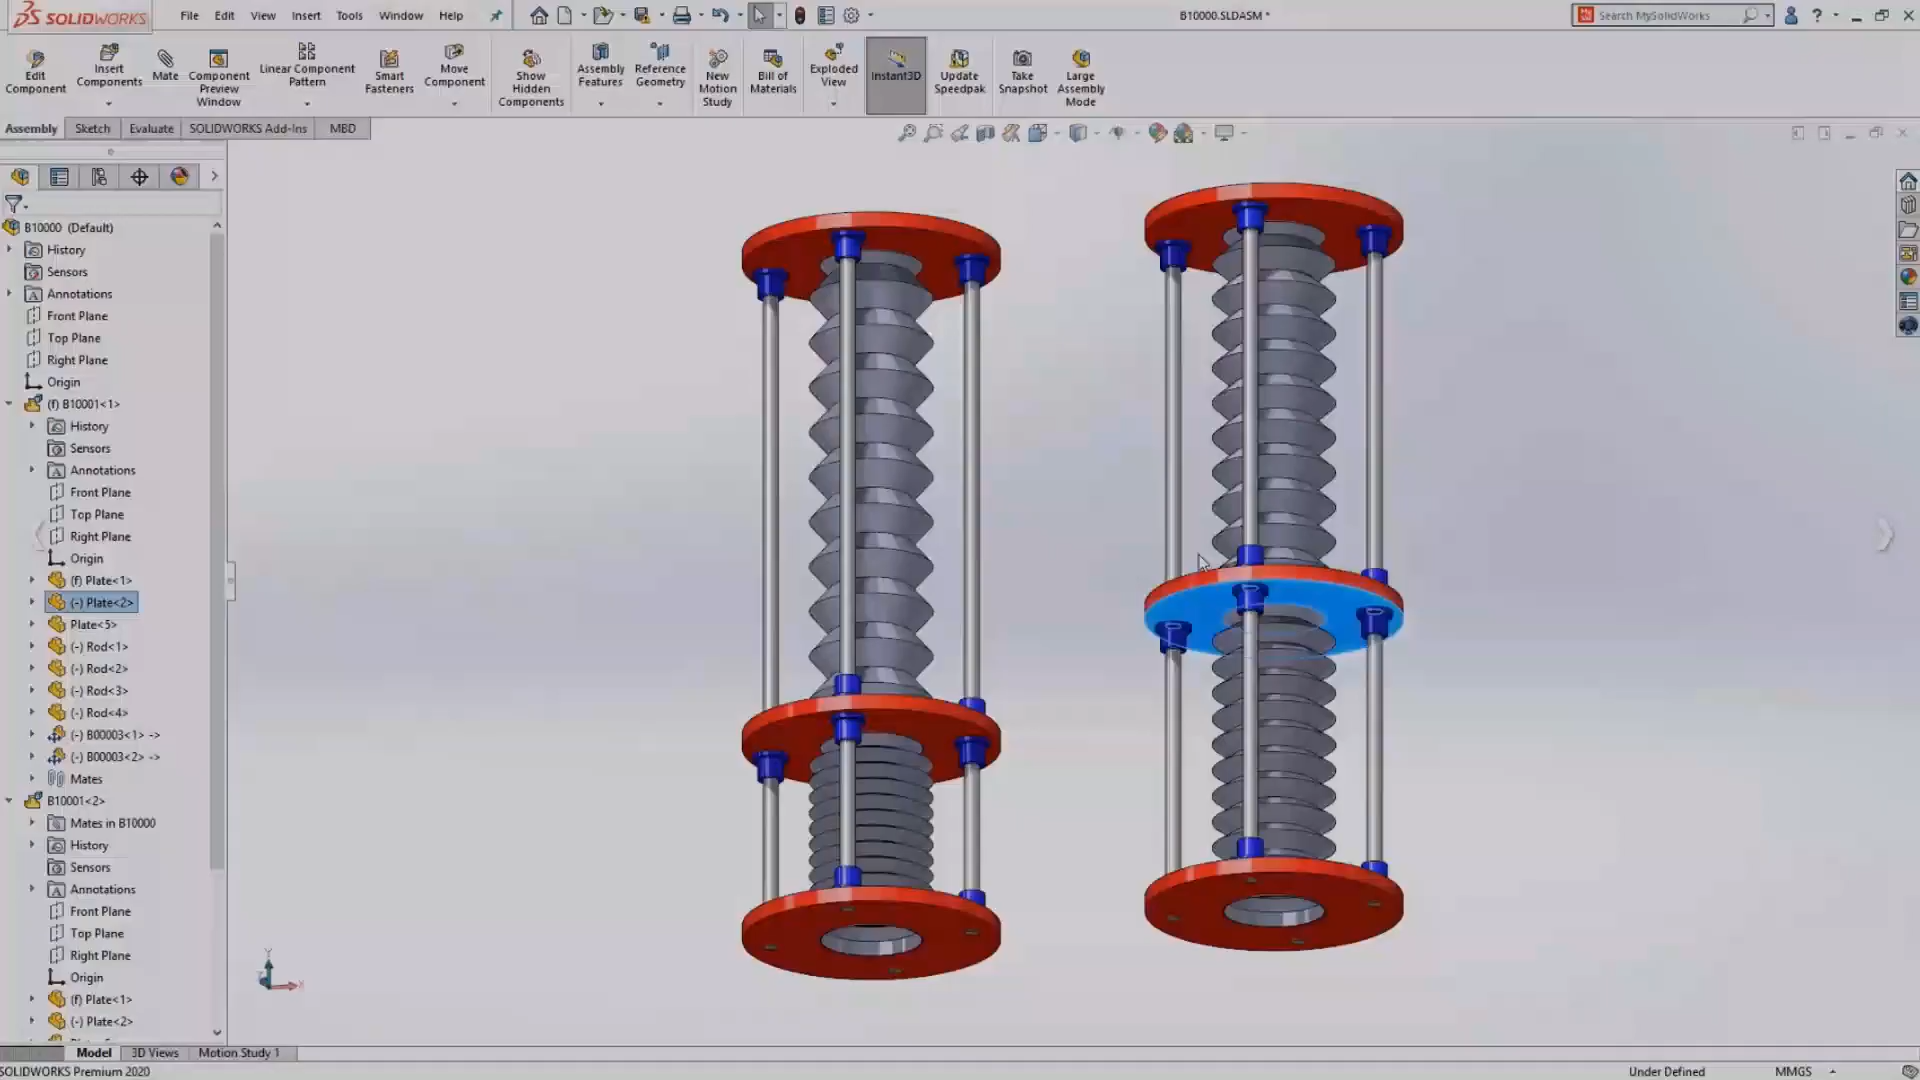 SOLIDWORKS
File Edit View Insert Tools Window Help
B10000.SLDASM *
Search MySolidWorks
Edit Component
Insert Components
Mate
Component Preview Window
Linear Component Pattern
Smart Fasteners
Move Component
Show Hidden Components
Assembly Features
Reference Geometry
New Motion Study
Bill of Materials
Exploded View
Instant3D
Update Speedpak
Take Snapshot
Large Assembly Mode
Assembly Sketch Evaluate SOLIDWORKS Add-Ins MBD
B10000 (Default)
History
Sensors
Annotations
Front Plane
Top Plane
Right Plane
Origin
(f) B10001<1>
History
Sensors
Annotations
Front Plane
Top Plane
Right Plane
Origin
(f) Plate<1>
(-) Plate<2>
Plate<5>
(-) Rod<1>
(-) Rod<2>
(-) Rod<3>
(-) Rod<4>
(-) B00003<1> ->
(-) B00003<2> ->
Mates
B10001<2>
Mates in B10000
History
Sensors
Annotations
Front Plane
Top Plane
Right Plane
Origin
(f) Plate<1>
(-) Plate<2>
Model 3D Views Motion Study 1
SOLIDWORKS Premium 2020
Under Defined
MMGS